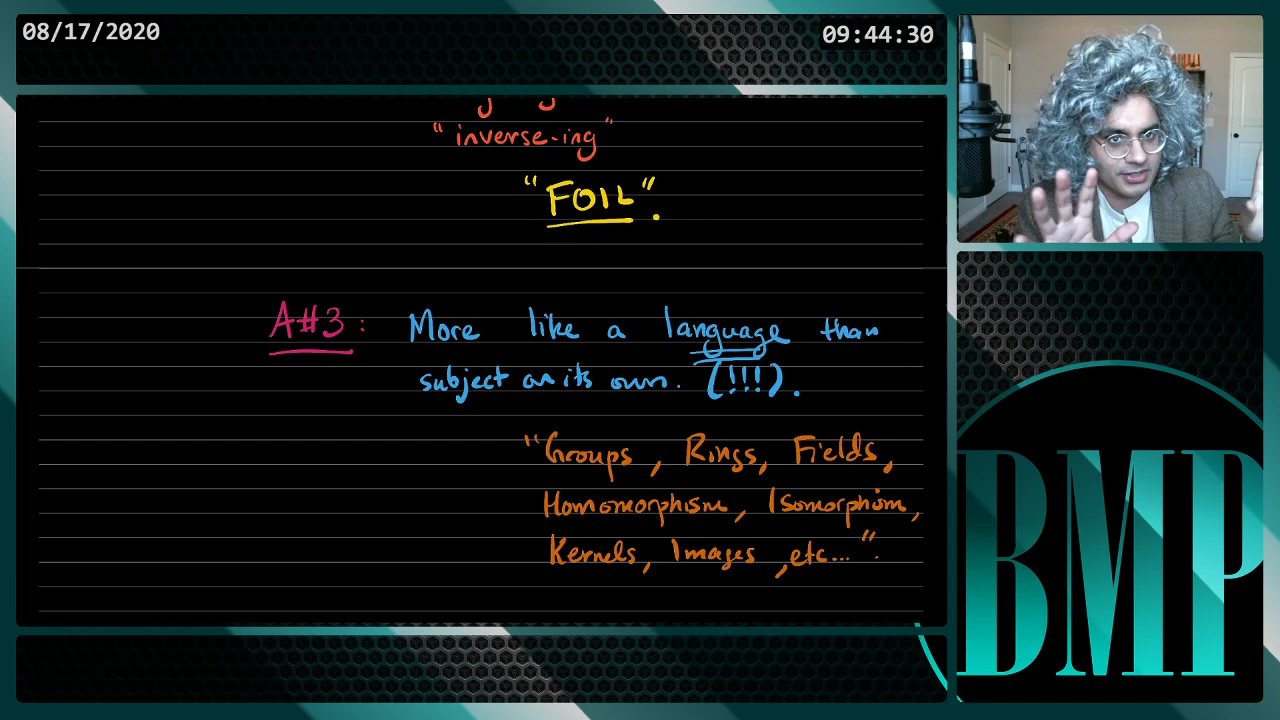 08/17/2020
09:44:30
"inverse-ing"
"FOIL".
A#3: More like a language than
subject on its own. (!!!).
"Groups, Rings, Fields,
Homomorphism, Isomorphism,
Kernels, Images, etc...".
BMP